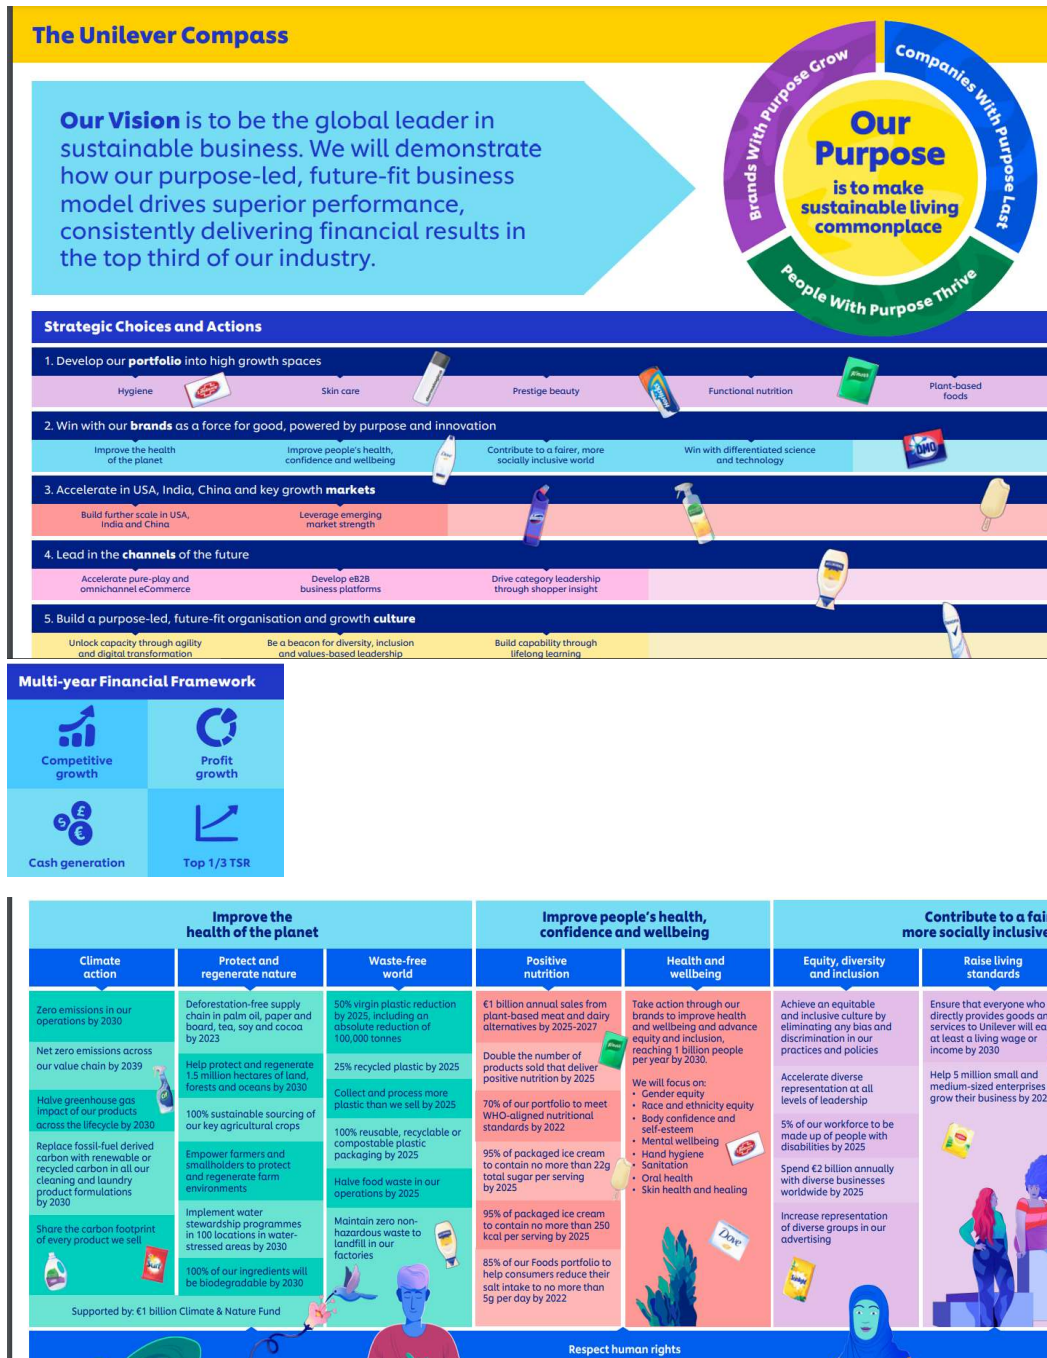 The Unilever Compass
Our Vision is to be the global leader in
sustainable business. We will demonstrate
how our purpose-led, future-fit business
model drives superior performance,
consistently delivering financial results in
the top third of our industry.
Brands With Purpose Grow
Companies With Purpose Last
People With Purpose Thrive
Our
Purpose
is to make
sustainable living
commonplace
Strategic Choices and Actions
1. Develop our portfolio into high growth spaces
Hygiene
Skin care
Prestige beauty
Functional nutrition
Plant-based
foods
2. Win with our brands as a force for good, powered by purpose and innovation
Improve the health
of the planet
Improve people's health,
confidence and wellbeing
Contribute to a fairer, more
socially inclusive world
Win with differentiated science
and technology
Dove
OMO
3. Accelerate in USA, India, China and key growth markets
Build further scale in USA,
India and China
Leverage emerging
market strength
4. Lead in the channels of the future
Accelerate pure-play and
omnichannel eCommerce
Develop eB2B
business platforms
Drive category leadership
through shopper insight
5. Build a purpose-led, future-fit organisation and growth culture
Unlock capacity through agility
and digital transformation
Be a beacon for diversity, inclusion
and values-based leadership
Build capability through
lifelong learning
Multi-year Financial Framework
Competitive
growth
Profit
growth
Cash generation
Top 1/3 TSR
Improve the
health of the planet
Improve people's health,
confidence and wellbeing
Contribute to a fai
more socially inclusive
Climate
action
Zero emissions in our
operations by 2030
Net zero emissions across
our value chain by 2039
Halve greenhouse gas
impact of our products
across the lifecycle by 2030
Replace fossil-fuel derived
carbon with renewable or
recycled carbon in all our
cleaning and laundry
product formulations
by 2030
Share the carbon footprint
of every product we sell
Surf
Protect and
regenerate nature
Deforestation-free supply
chain in palm oil, paper and
board, tea, soy and cocoa
by 2023
Help protect and regenerate
1.5 million hectares of land,
forests and oceans by 2030
100% sustainable sourcing of
our key agricultural crops
Empower farmers and
smallholders to protect
and regenerate farm
environments
Implement water
stewardship programmes
in 100 locations in water-
stressed areas by 2030
100% of our ingredients will
be biodegradable by 2030
Waste-free
world
50% virgin plastic reduction
by 2025, including an
absolute reduction of
100,000 tonnes
25% recycled plastic by 2025
Collect and process more
plastic than we sell by 2025
100% reusable, recyclable or
compostable plastic
packaging by 2025
Halve food waste in our
operations by 2025
Maintain zero non-
hazardous waste to
landfill in our
factories
Supported by: €1 billion Climate & Nature Fund
Positive
nutrition
€1 billion annual sales from
plant-based meat and dairy
alternatives by 2025-2027
Double the number of
products sold that deliver
positive nutrition by 2025
70% of our portfolio to meet
WHO-aligned nutritional
standards by 2022
95% of packaged ice cream
to contain no more than 22g
total sugar per serving
by 2025
95% of packaged ice cream
to contain no more than 250
kcal per serving by 2025
85% of our Foods portfolio to
help consumers reduce their
salt intake to no more than
5g per day by 2022
Health and
wellbeing
Take action through our
brands to improve health
and wellbeing and advance
equity and inclusion,
reaching 1 billion people
per year by 2030.
We will focus on:
• Gender equity
• Race and ethnicity equity
• Body confidence and
self-esteem
• Mental wellbeing
• Hand hygiene
• Sanitation
• Oral health
• Skin health and healing
Dove
Equity, diversity
and inclusion
Achieve an equitable
and inclusive culture by
eliminating any bias and
discrimination in our
practices and policies
Accelerate diverse
representation at all
levels of leadership
5% of our workforce to be
made up of people with
disabilities by 2025
Spend €2 billion annually
with diverse businesses
worldwide by 2025
Increase representation
of diverse groups in our
advertising
Sunlight
Raise living
standards
Ensure that everyone who
directly provides goods an
services to Unilever will ea
at least a living wage or
income by 2030
Help 5 million small and
medium-sized enterprises
grow their business by 202
Respect human rights